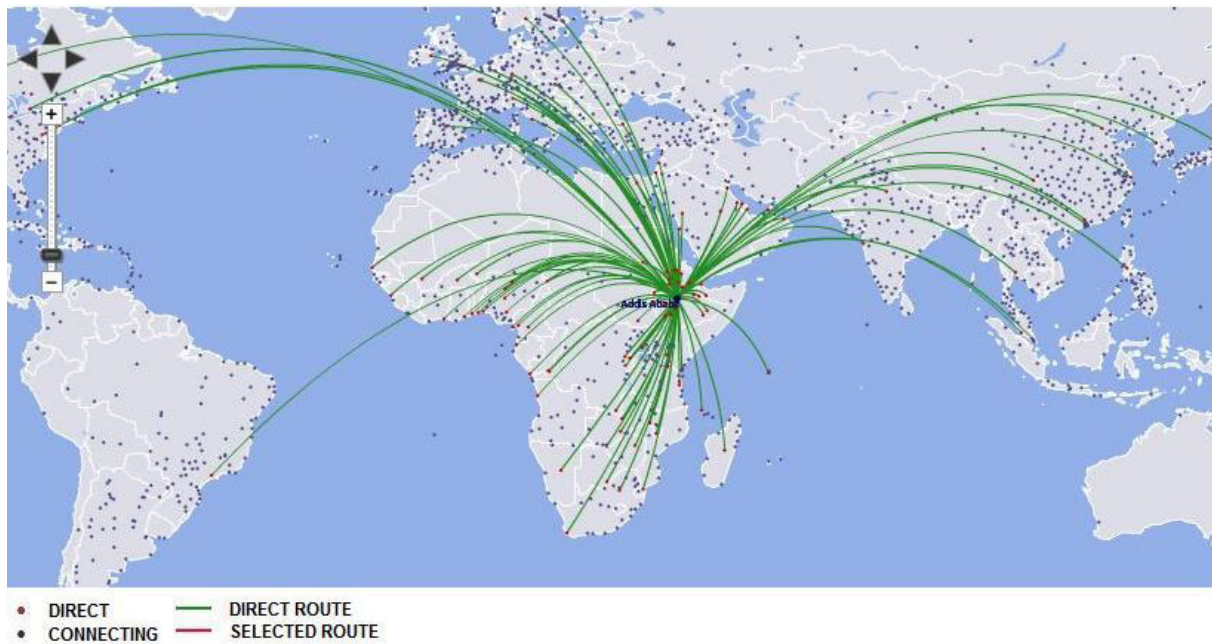 +
−
Addis Ababa
DIRECT
DIRECT ROUTE
CONNECTING
SELECTED ROUTE